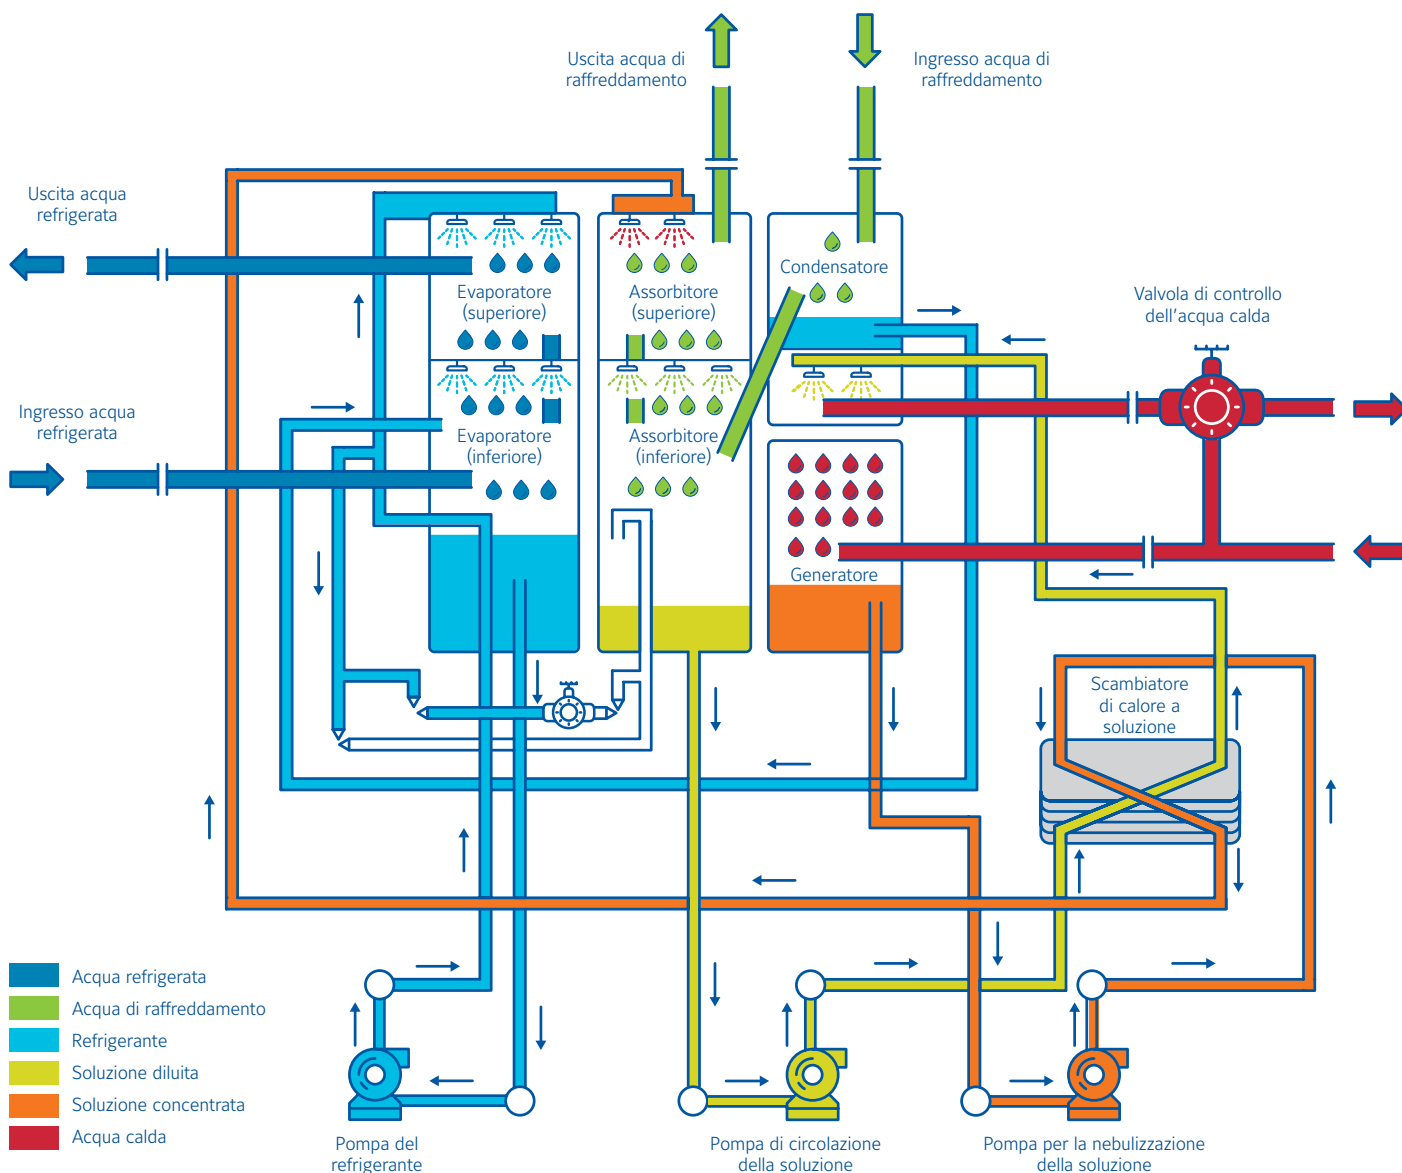 Uscita acqua di
raffreddamento
Ingresso acqua di
raffreddamento
Uscita acqua
refrigerata
Condensatore
Evaporatore
(superiore)
Assorbitore
(superiore)
Valvola di controllo
dell'acqua calda
Ingresso acqua
refrigerata
Evaporatore
(inferiore)
Assorbitore
(inferiore)
Generatore
Scambiatore
di calore a
soluzione
Acqua refrigerata
Acqua di raffreddamento
Refrigerante
Soluzione diluita
Soluzione concentrata
Acqua calda
Pompa del
refrigerante
Pompa di circolazione
della soluzione
Pompa per la nebulizzazione
della soluzione